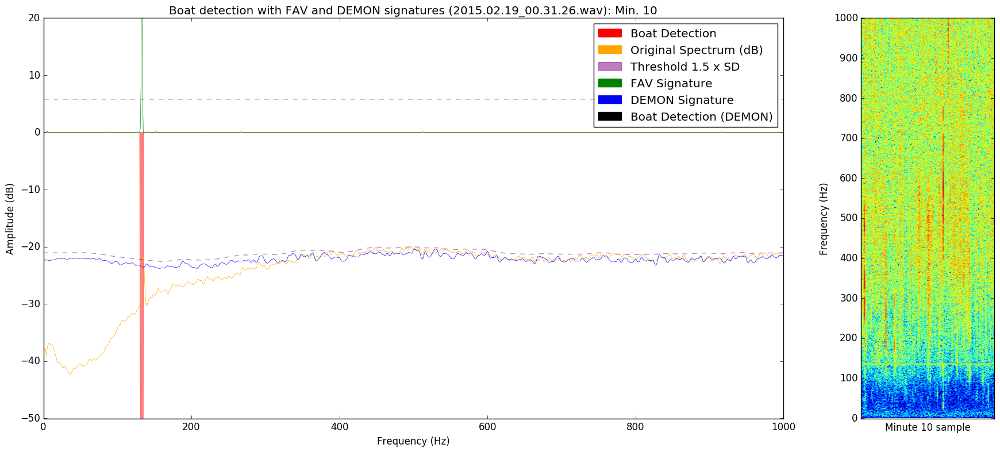 Boat detection with FAV and DEMON signatures (2015.02.19_00.31.26.wav): Min. 10
Boat Detection
Original Spectrum (dB)
Threshold 1.5 x SD
FAV Signature
DEMON Signature
Boat Detection (DEMON)
Amplitude (dB)
20
10
0
−10
−20
−30
−40
−50
0
200
400
600
800
1000
Frequency (Hz)
Frequency (Hz)
1000
900
800
700
600
500
400
300
200
100
0
Minute 10 sample